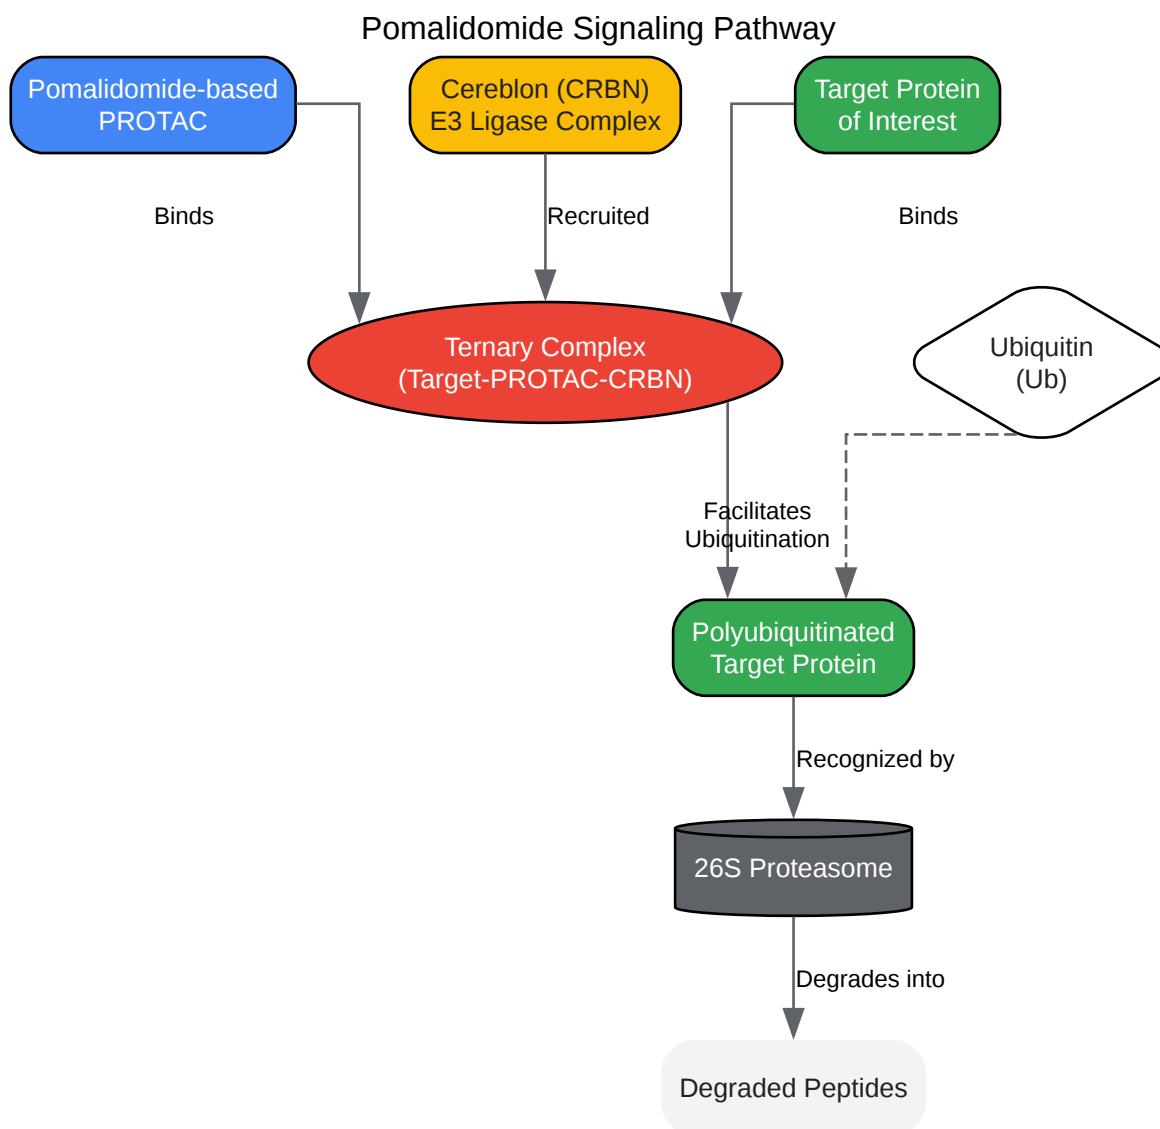 Pomalidomide Signaling Pathway
Pomalidomide-based
PROTAC
Cereblon (CRBN)
E3 Ligase Complex
Target Protein
of Interest
Binds
Recruited
Binds
Ternary Complex
(Target-PROTAC-CRBN)
Ubiquitin
(Ub)
Facilitates
Ubiquitination
Polyubiquitinated
Target Protein
Recognized by
26S Proteasome
Degrades into
Degraded Peptides